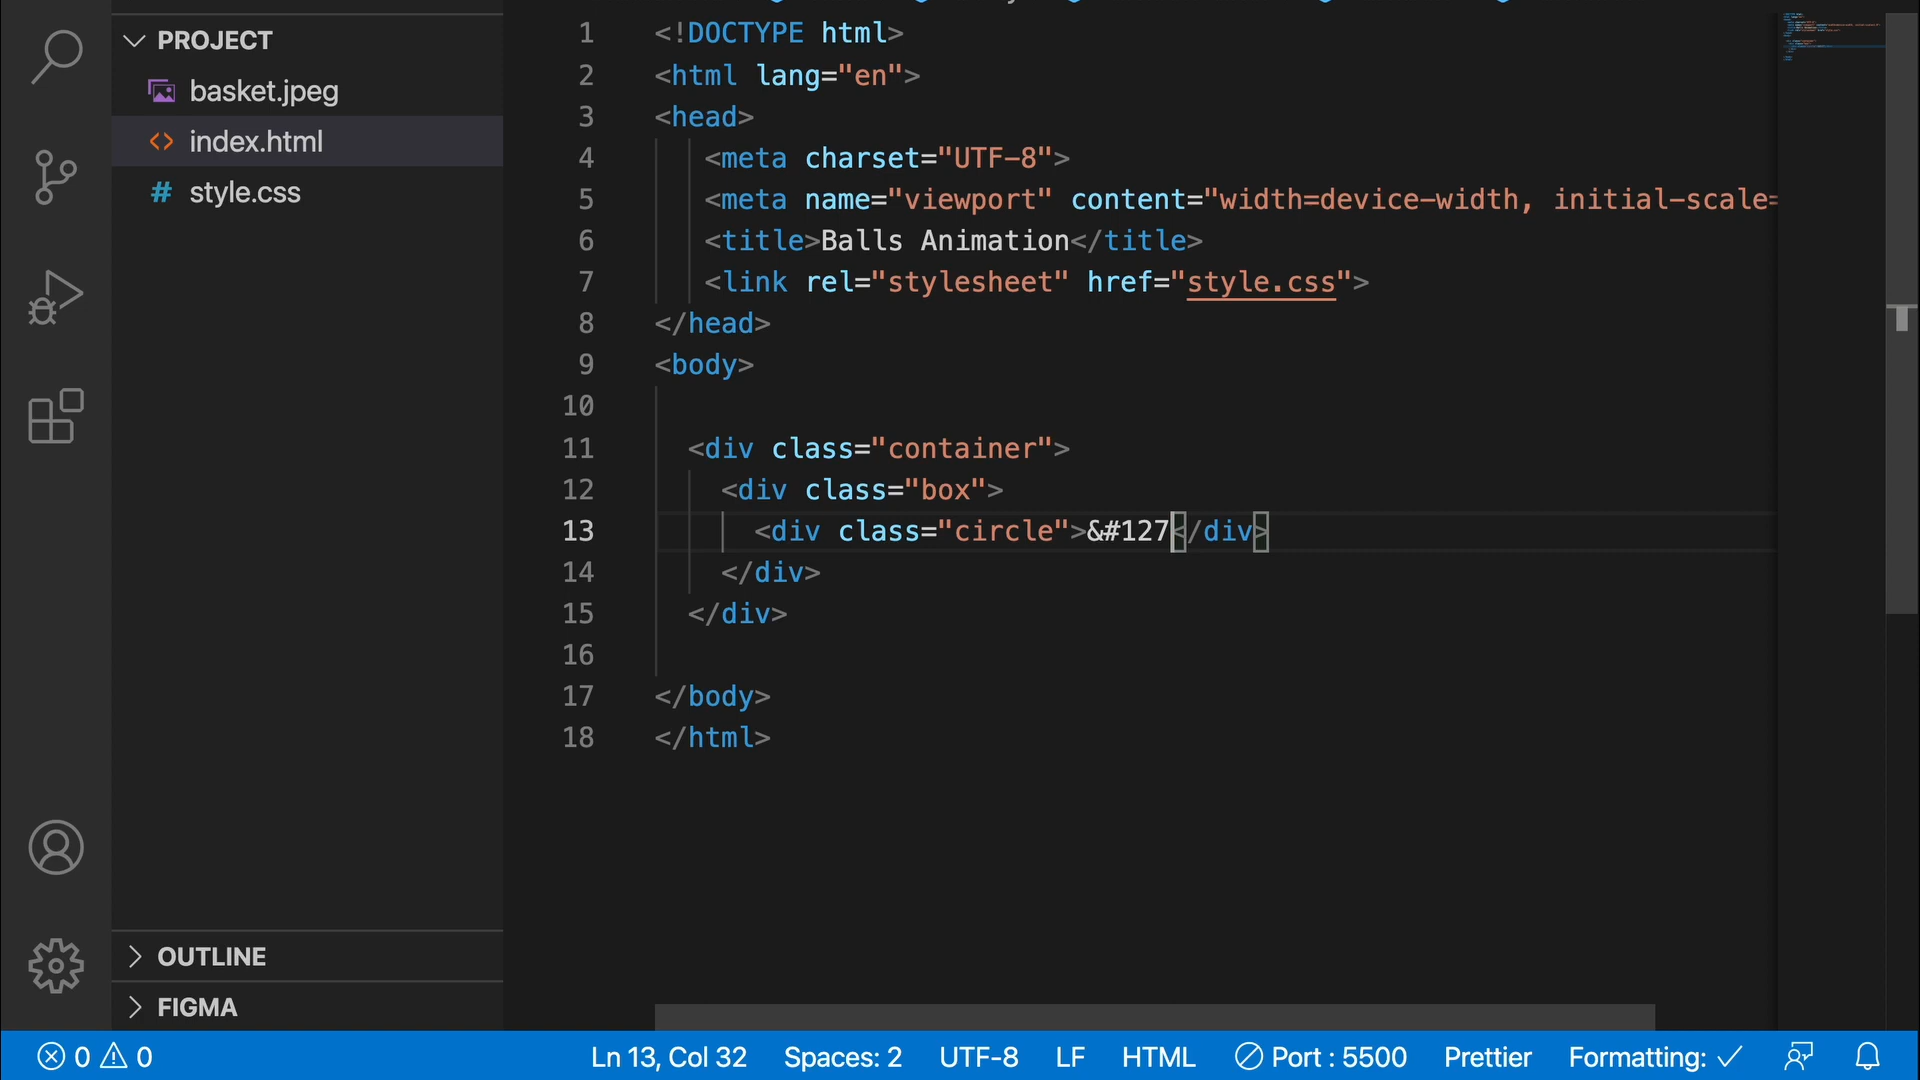 PROJECT
basket.jpeg
index.html
# style.css
OUTLINE
FIGMA
1 <!DOCTYPE html>
2 <html lang="en">
3 <head>
4 <meta charset="UTF-8">
5 <meta name="viewport" content="width=device-width, initial-scale=
6 <title>Balls Animation</title>
7 <link rel="stylesheet" href="style.css">
8 </head>
9 <body>
10
11 <div class="container">
12 <div class="box">
13 <div class="circle">&#127</div>
14 </div>
15 </div>
16
17 </body>
18 </html>
0 0 Ln 13, Col 32 Spaces: 2 UTF-8 LF HTML Port : 5500 Prettier Formatting: ✓